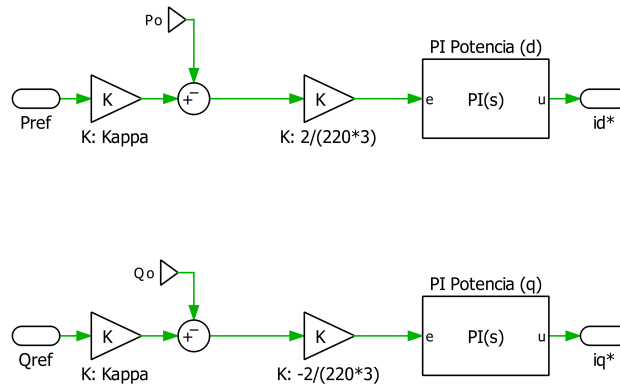 Po
PI Potencia (d)
K
+
−
K
e
PI(s)
u
Pref
K: Kappa
K: 2/(220*3)
id*
Qo
PI Potencia (q)
K
+
−
K
e
PI(s)
u
Qref
K: Kappa
K: -2/(220*3)
iq*